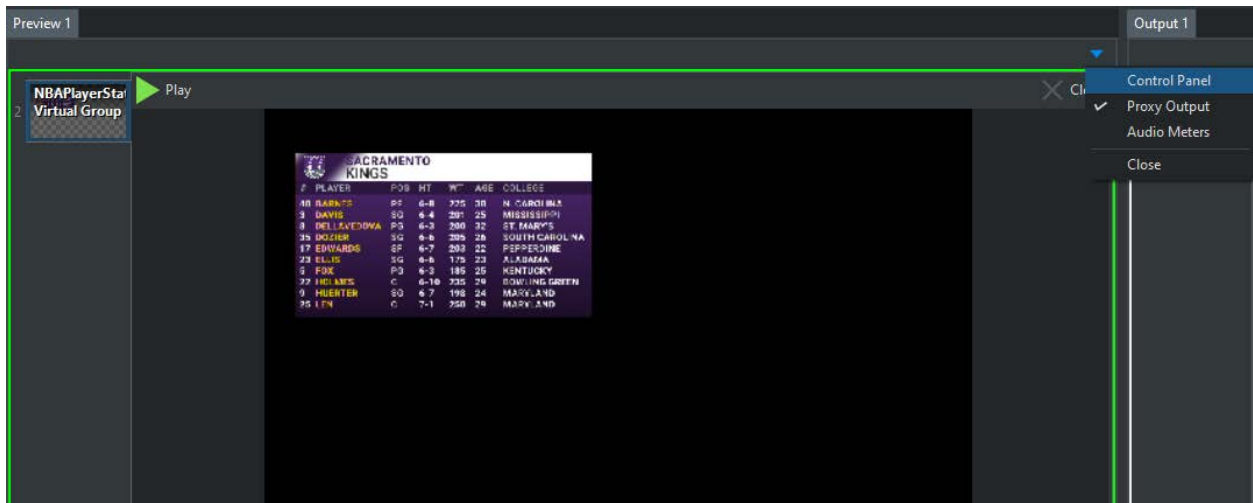 Preview 1
Output 1
2
NBAPlayerStat
Virtual Group
Play
Control Panel
Proxy Output
Audio Meters
Close
SACRAMENTO
KINGS
# PLAYER POS HT WT AGE COLLEGE
40 BARNES PF 6-8 225 30 N. CAROLINA
3 DAVIS SG 6-4 201 25 MISSISSIPPI
8 DELLAVEDOVA PG 6-3 200 32 ST. MARY'S
35 DOZIER SG 6-6 205 26 SOUTH CAROLINA
17 EDWARDS SF 6-7 203 22 PEPPERDINE
23 ELLIS SG 6-6 175 23 ALABAMA
5 FOX PG 6-3 185 25 KENTUCKY
22 HOLMES C 6-10 235 29 BOWLING GREEN
9 HUERTER SG 6-7 198 24 MARYLAND
25 LEN C 7-1 250 29 MARYLAND